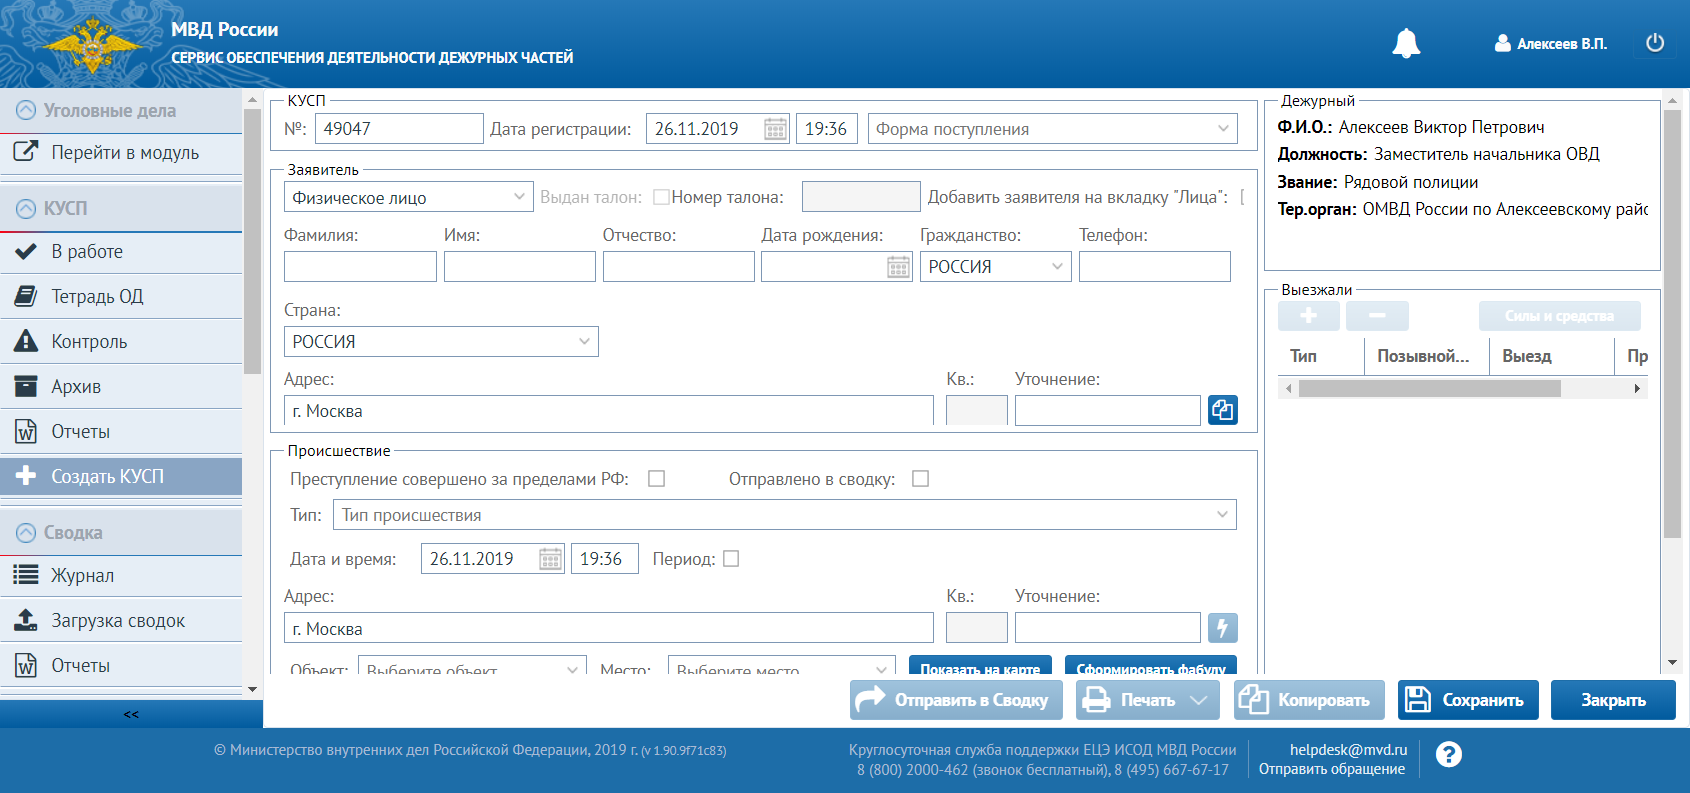 МВД России
СЕРВИС ОБЕСПЕЧЕНИЯ ДЕЯТЕЛЬНОСТИ ДЕЖУРНЫХ ЧАСТЕЙ
Алексеев В.П.
Уголовные дела
Перейти в модуль
КУСП
В работе
Тетрадь ОД
Контроль
Архив
Отчеты
Создать КУСП
Сводка
Журнал
Загрузка сводок
Отчеты
<<
КУСП
№: 49047 Дата регистрации: 26.11.2019 19:36 Форма поступления
Заявитель
Физическое лицо Выдан талон: Номер талона: Добавить заявителя на вкладку "Лица":
Фамилия: Имя: Отчество: Дата рождения: Гражданство: Телефон:
РОССИЯ
Страна:
РОССИЯ
Адрес: Кв.: Уточнение:
г. Москва
Происшествие
Преступление совершено за пределами РФ: Отправлено в сводку:
Тип: Тип происшествия
Дата и время: 26.11.2019 19:36 Период:
Адрес: Кв.: Уточнение:
г. Москва
Объект: Выберите объект Место: Выберите место Показать на карте Сформировать фабулу
Дежурный
Ф.И.О.: Алексеев Виктор Петрович
Должность: Заместитель начальника ОВД
Звание: Рядовой полиции
Тер.орган: ОМВД России по Алексеевскому райо
Выезжали
Силы и средства
Тип Позывной... Выезд Пр
Отправить в Сводку Печать Копировать Сохранить Закрыть
© Министерство внутренних дел Российской Федерации, 2019 г. (v 1.90.9f71c83)
Круглосуточная служба поддержки ЕЦЭ ИСОД МВД России
8 (800) 2000-462 (звонок бесплатный), 8 (495) 667-67-17
helpdesk@mvd.ru
Отправить обращение